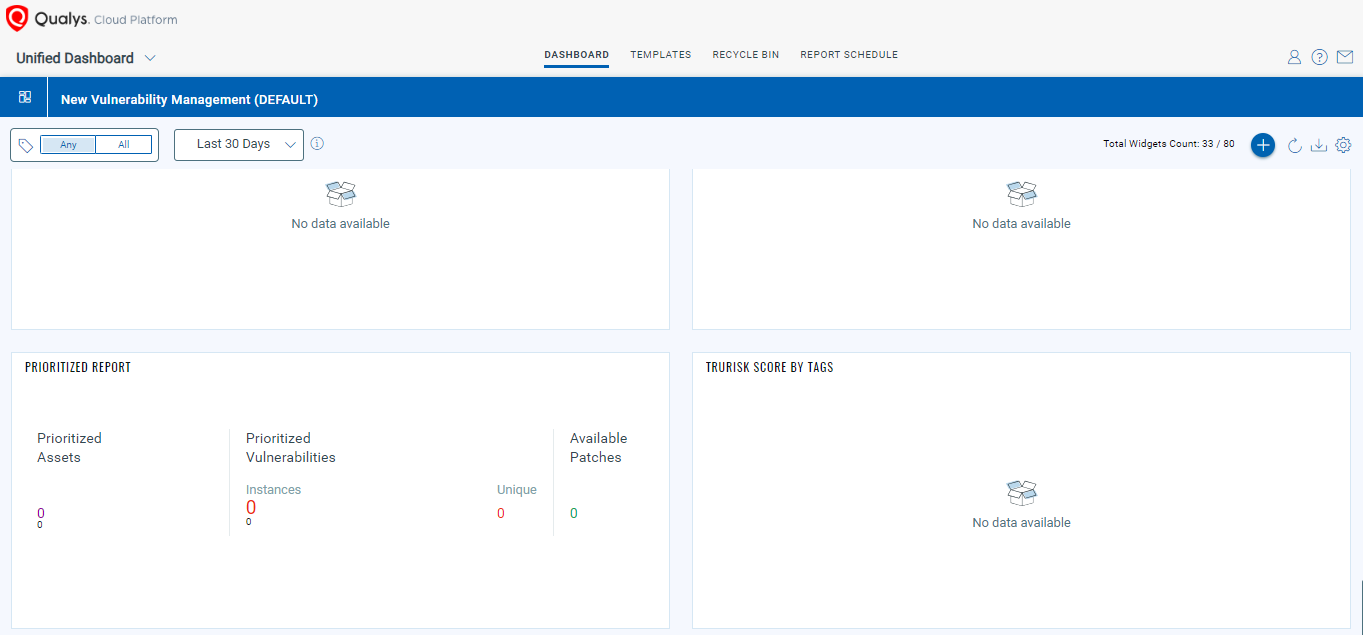 Qualys. Cloud Platform
Unified Dashboard
DASHBOARD TEMPLATES RECYCLE BIN REPORT SCHEDULE
New Vulnerability Management (DEFAULT)
Any All Last 30 Days
Total Widgets Count: 33 / 80
No data available
No data available
PRIORITIZED REPORT
Prioritized
Assets
0
0
Prioritized
Vulnerabilities
Instances
0
0
Unique
0
Available
Patches
0
TRURISK SCORE BY TAGS
No data available